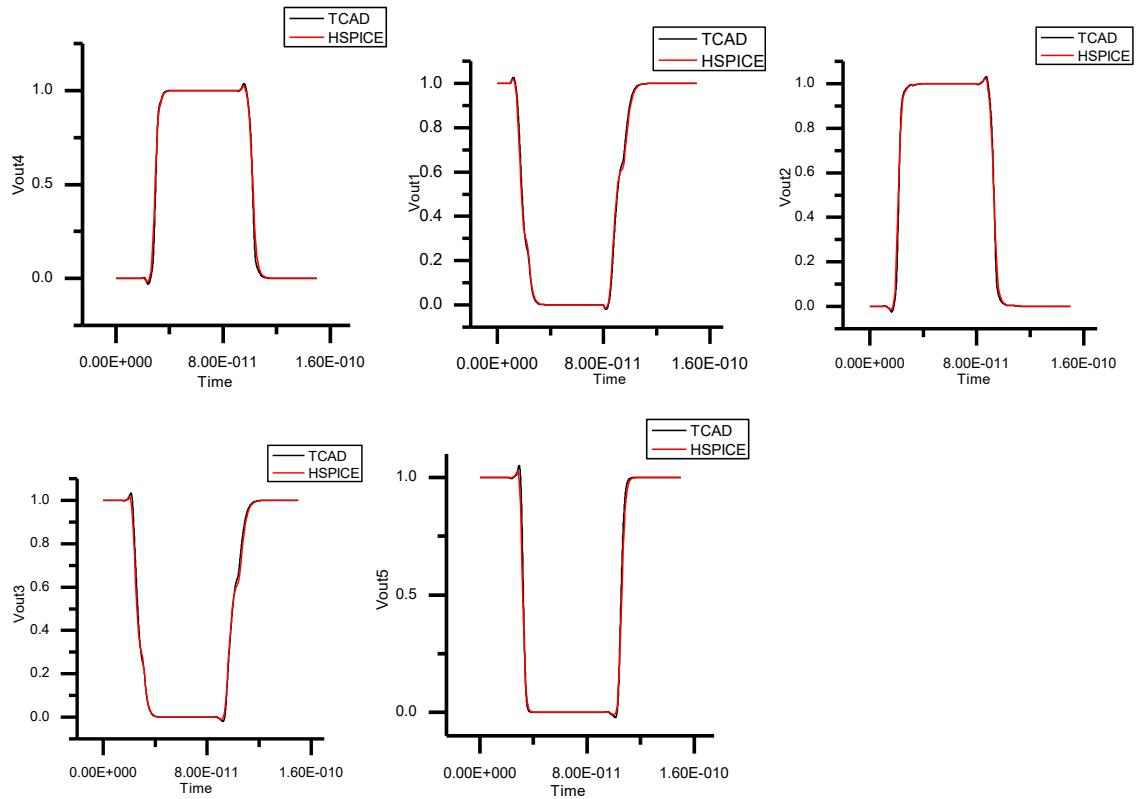 TCAD
HSPICE
1.0
0.5
0.0
Vout4
0.00E+000
8.00E-011
1.60E-010
Time
TCAD
HSPICE
1.0
0.8
0.6
0.4
0.2
0.0
Vout1
0.00E+000
8.00E-011
1.60E-010
Time
TCAD
HSPICE
1.0
0.8
0.6
0.4
0.2
0.0
Vout2
0.00E+000
8.00E-011
1.60E-010
Time
TCAD
HSPICE
1.0
0.8
0.6
0.4
0.2
0.0
Vout3
0.00E+000
8.00E-011
1.60E-010
Time
TCAD
HSPICE
1.0
0.5
0.0
Vout5
0.00E+000
8.00E-011
1.60E-010
Time